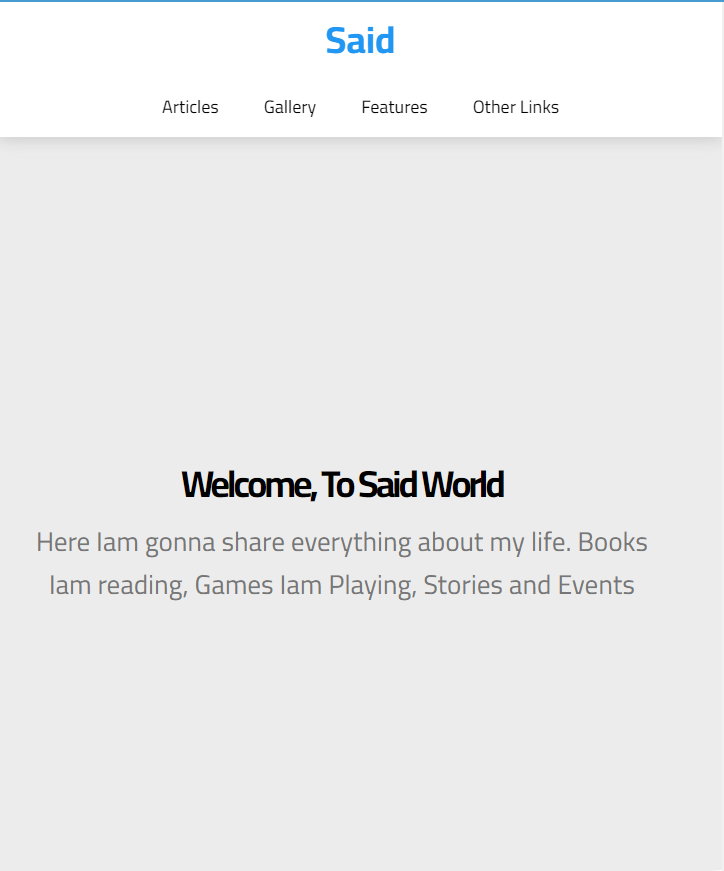 Said
Articles Gallery Features Other Links
Welcome, To Said World
Here Iam gonna share everything about my life. Books
Iam reading, Games Iam Playing, Stories and Events